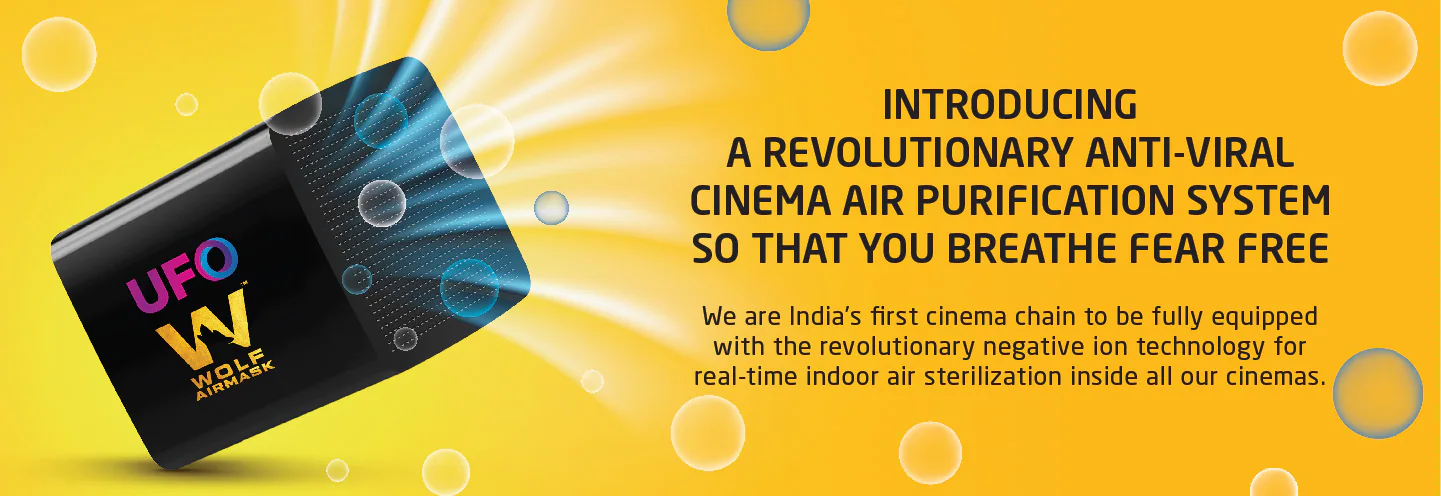 UFO
W™
WOLF
AIRMASK
INTRODUCING
A REVOLUTIONARY ANTI-VIRAL
CINEMA AIR PURIFICATION SYSTEM
SO THAT YOU BREATHE FEAR FREE
We are India's first cinema chain to be fully equipped
with the revolutionary negative ion technology for
real-time indoor air sterilization inside all our cinemas.